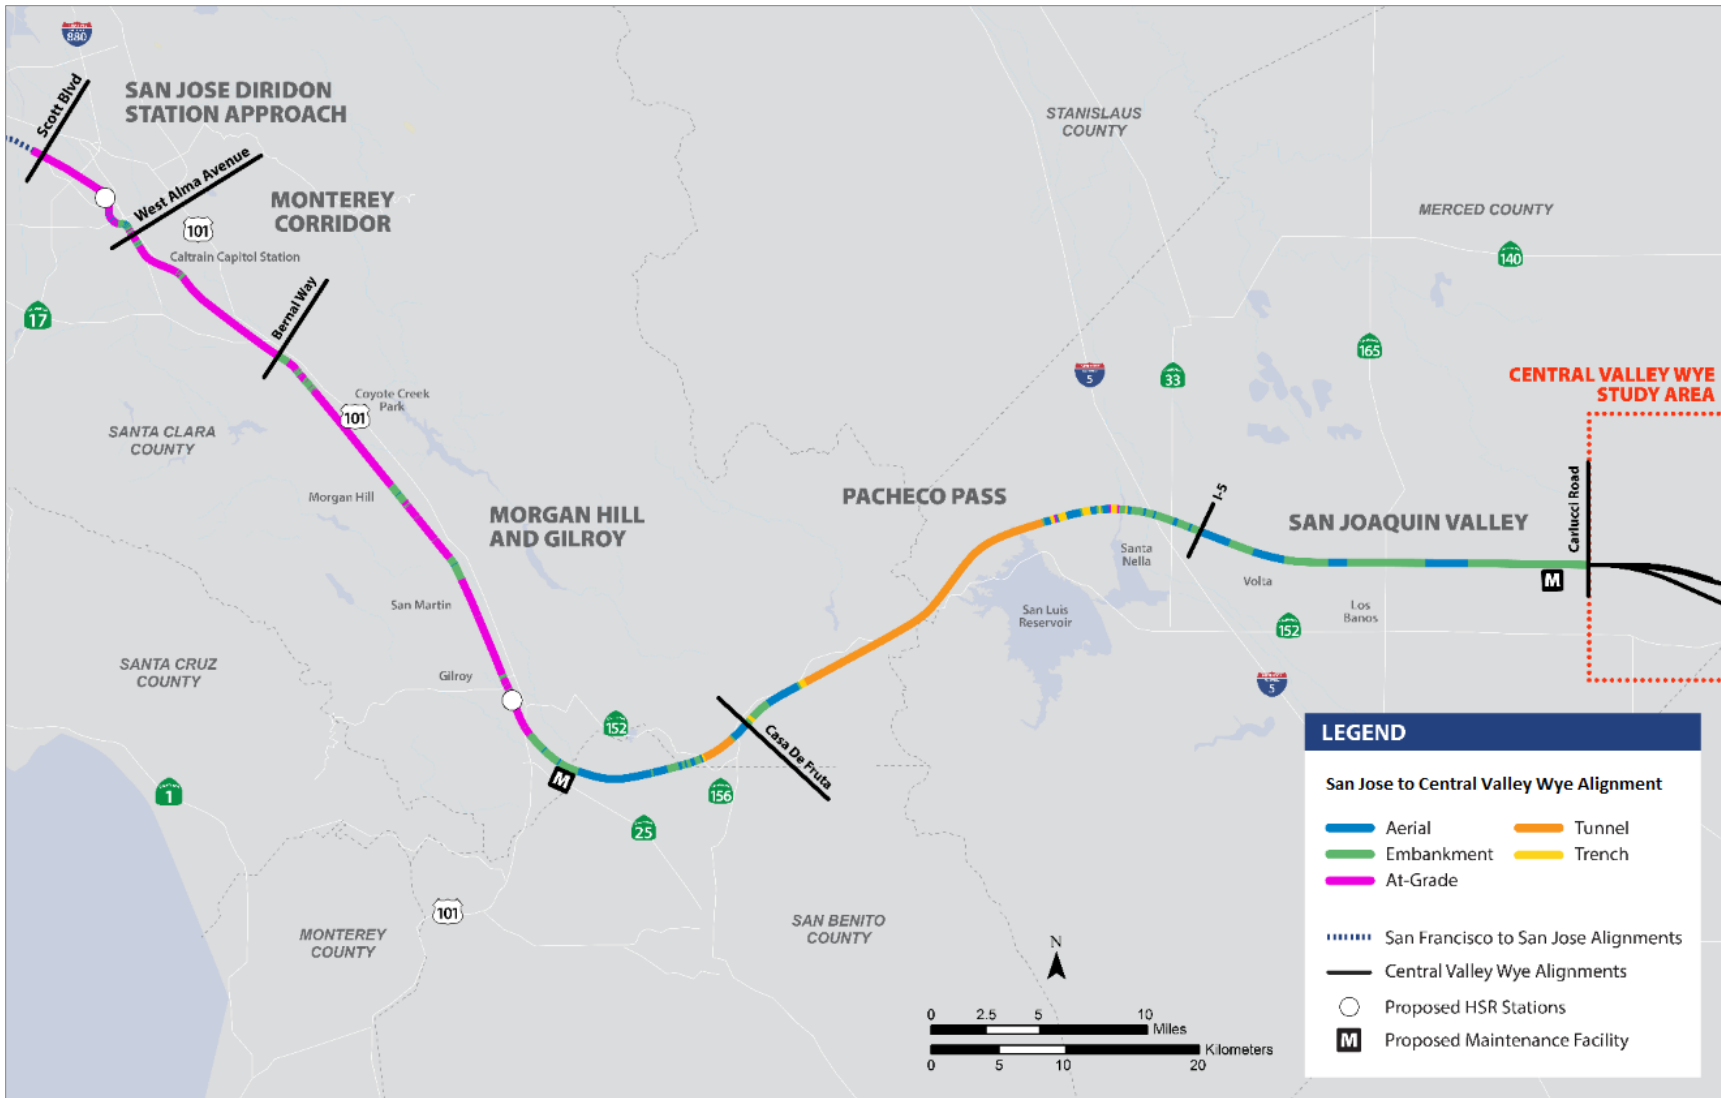 880
SAN JOSE DIRIDON
STATION APPROACH
Scott Blvd
West Alma Avenue
MONTEREY
CORRIDOR
101
Caltrain Capitol Station
17
Bernal Way
Coyote Creek
Park
101
SANTA CLARA
COUNTY
Morgan Hill
MORGAN HILL
AND GILROY
San Martin
SANTA CRUZ
COUNTY
Gilroy
152
M
Casa De Fruta
156
25
1
101
MONTEREY
COUNTY
SAN BENITO
COUNTY
STANISLAUS
COUNTY
MERCED COUNTY
140
165
5
33
CENTRAL VALLEY WYE
STUDY AREA
PACHECO PASS
I-5
SAN JOAQUIN VALLEY
Carlucci Road
Santa
Nella
Volta
M
San Luis
Reservoir
Los
Banos
152
5
N
0 2.5 5 10
Miles
Kilometers
0 5 10 20
LEGEND
San Jose to Central Valley Wye Alignment
Aerial
Tunnel
Embankment
Trench
At-Grade
San Francisco to San Jose Alignments
Central Valley Wye Alignments
Proposed HSR Stations
M Proposed Maintenance Facility